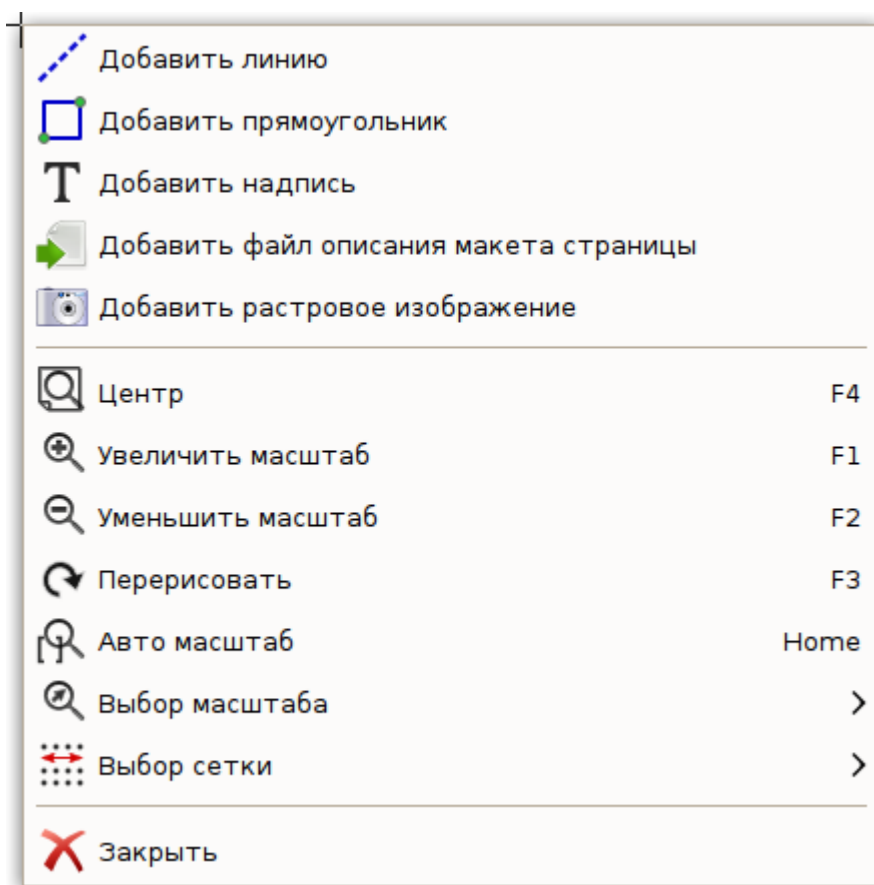 Добавить линию
Добавить прямоугольник
Добавить надпись
Добавить файл описания макета страницы
Добавить растровое изображение
Центр F4
Увеличить масштаб F1
Уменьшить масштаб F2
Перерисовать F3
Авто масштаб Home
Выбор масштаба
Выбор сетки
Закрыть